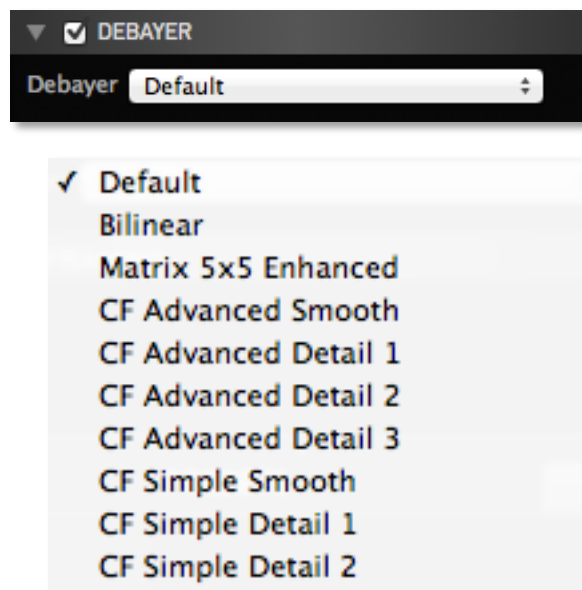 DEBAYER
Debayer Default
Default
Bilinear
Matrix 5x5 Enhanced
CF Advanced Smooth
CF Advanced Detail 1
CF Advanced Detail 2
CF Advanced Detail 3
CF Simple Smooth
CF Simple Detail 1
CF Simple Detail 2